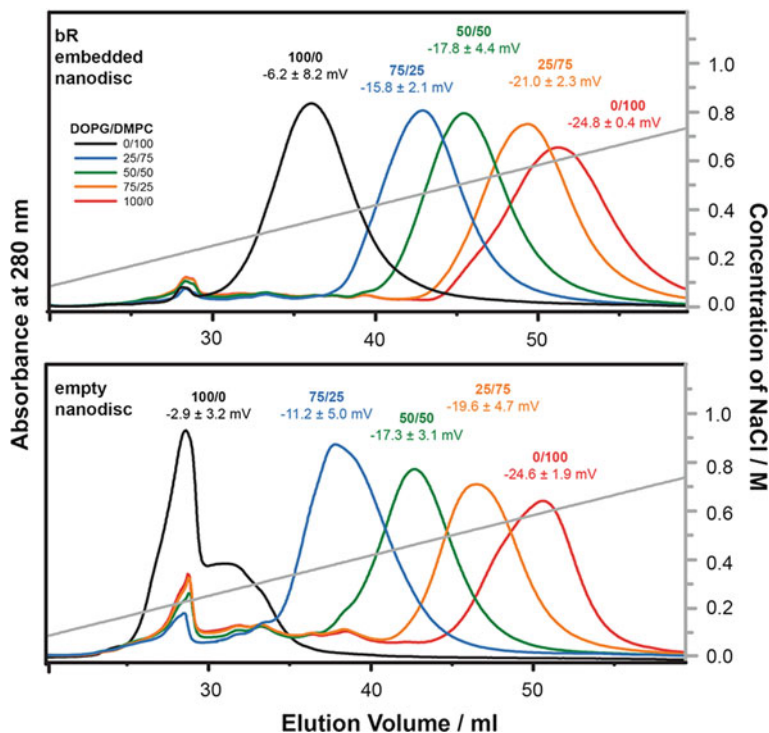 bR
embedded
nanodisc
100/0
-6.2 ± 8.2 mV
75/25
-15.8 ± 2.1 mV
50/50
-17.8 ± 4.4 mV
25/75
-21.0 ± 2.3 mV
0/100
-24.8 ± 0.4 mV
DOPG/DMPC
0/100
25/75
50/50
75/25
100/0
1.0
0.8
0.6
0.4
0.2
0.0
30
40
50
empty
nanodisc
100/0
-2.9 ± 3.2 mV
75/25
-11.2 ± 5.0 mV
50/50
-17.3 ± 3.1 mV
25/75
-19.6 ± 4.7 mV
0/100
-24.6 ± 1.9 mV
1.0
0.8
0.6
0.4
0.2
0.0
30
40
50
Absorbance at 280 nm
Concentration of NaCl / M
Elution Volume / ml